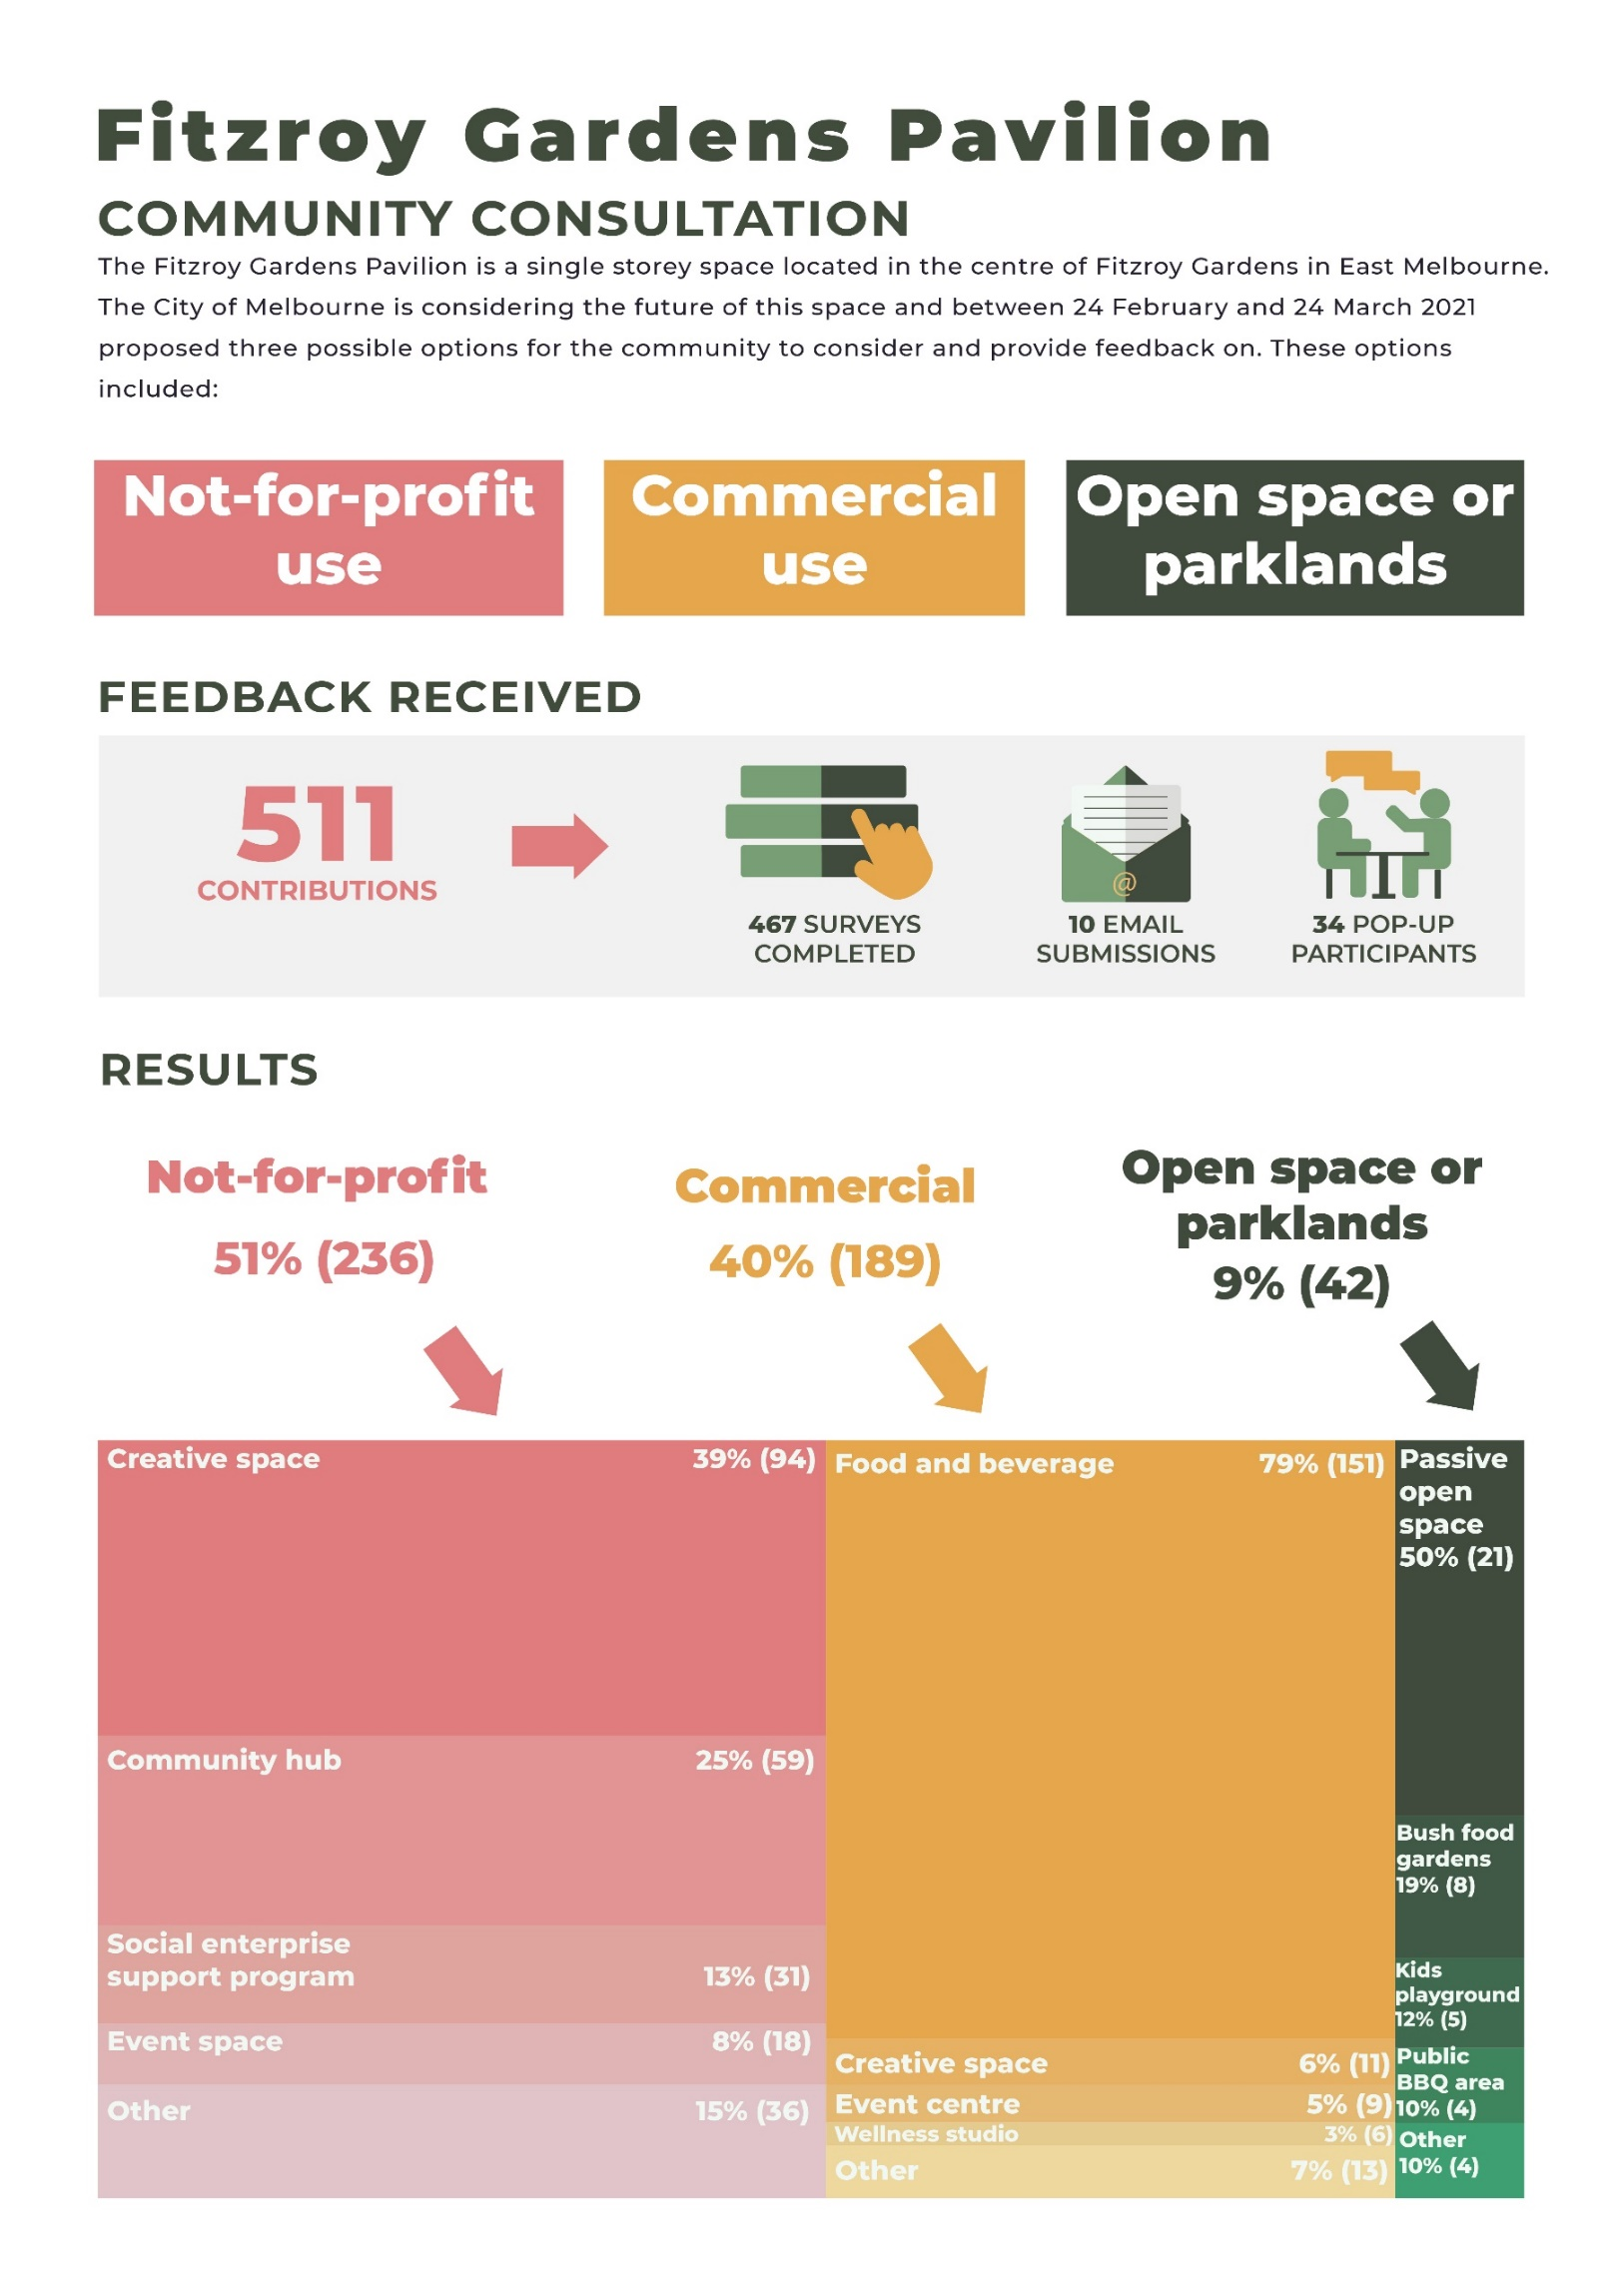 Fitzroy Gardens Pavilion
COMMUNITY CONSULTATION
The Fitzroy Gardens Pavilion is a single storey space located in the centre of Fitzroy Gardens in East Melbourne.
The City of Melbourne is considering the future of this space and between 24 February and 24 March 2021
proposed three possible options for the community to consider and provide feedback on. These options
included:
Not-for-profit
use
Commercial
use
Open space or
parklands
FEEDBACK RECEIVED
511
CONTRIBUTIONS
467 SURVEYS
COMPLETED
@
10 EMAIL
SUBMISSIONS
34 POP-UP
PARTICIPANTS
RESULTS
Not-for-profit
51% (236)
Commercial
40% (189)
Open space or
parklands
9% (42)
Creative space 39% (94)
Community hub 25% (59)
Social enterprise
support program 13% (31)
Event space 8% (18)
Other 15% (36)
Food and beverage 79% (151)
Creative space 6% (11)
Event centre 5% (9)
Wellness studio 3% (6)
Other 7% (13)
Passive
open
space
50% (21)
Bush food
gardens
19% (8)
Kids
playground
12% (5)
Public
BBQ area
10% (4)
Other
10% (4)